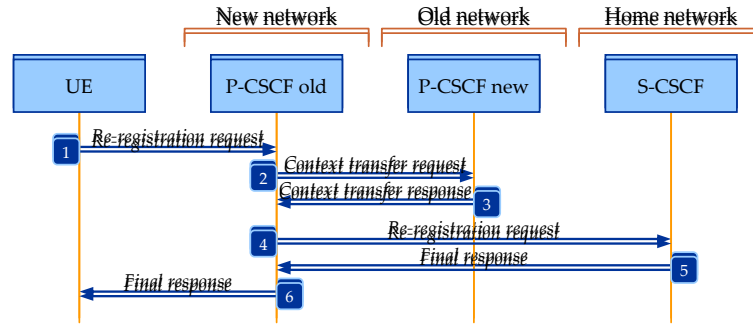 New network Old network Home network
UE P-CSCF old P-CSCF new S-CSCF
Re-registration request
1
Context transfer request
2
Context transfer response
3
Re-registration request
4
Final response
5
Final response
6